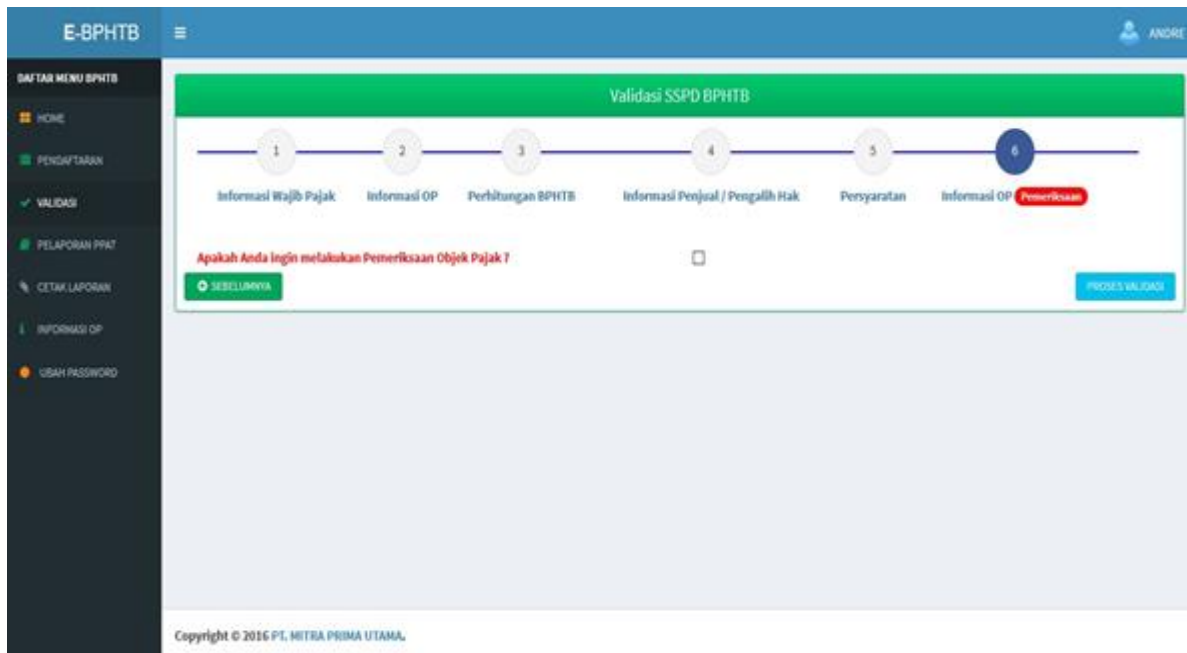 E-BPHTB
ANDRE
DAFTAR MENU BPHTB
HOME
PENDAFTARAN
VALIDASI
PELAPORAN PPAT
CETAK LAPORAN
INFORMASI OP
UBAH PASSWORD
Validasi SSPD BPHTB
1 2 3 4 5 6
Informasi Wajib Pajak Informasi OP Perhitungan BPHTB Informasi Penjual / Pengalih Hak Persyaratan Informasi OP Pemeriksaan
Apakah Anda ingin melakukan Pemeriksaan Objek Pajak ?
SEBELUMNYA PROSES VALIDASI
Copyright © 2016 PT. MITRA PRIMA UTAMA.